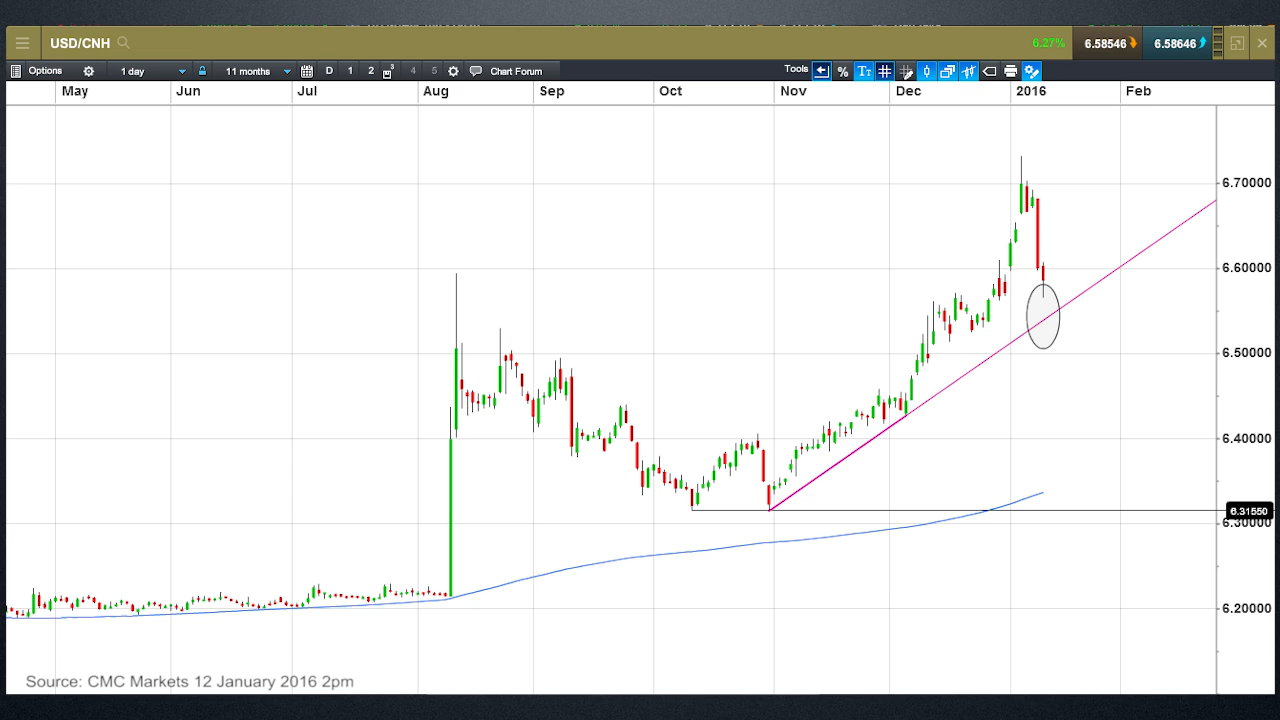 USD/CNH 6.27% 6.58546 6.58646
Options 1 day 11 months D 1 2 3 4 5 Chart Forum Tools % Tт
May Jun Jul Aug Sep Oct Nov Dec 2016 Feb
6.70000
6.60000
6.50000
6.40000
6.31550
6.30000
6.20000
Source: CMC Markets 12 January 2016 2pm